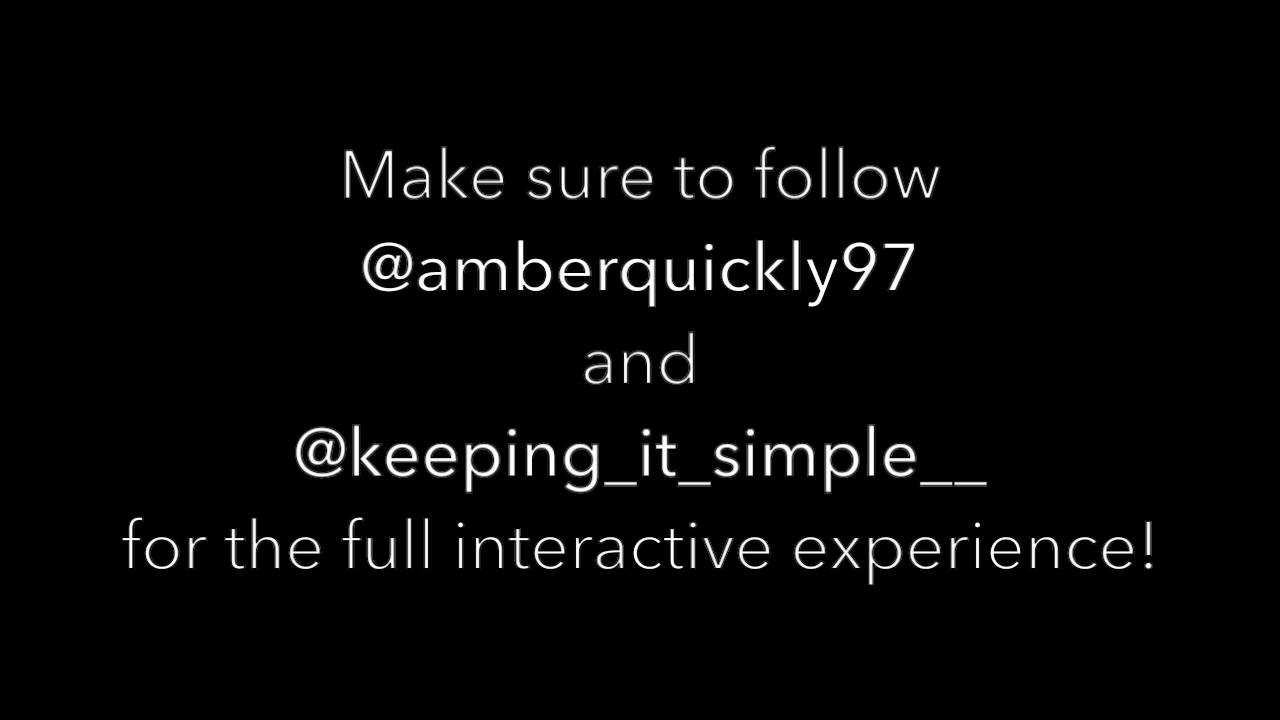 Make sure to follow
@amberquickly97
and
@keeping_it_simple__
for the full interactive experience!